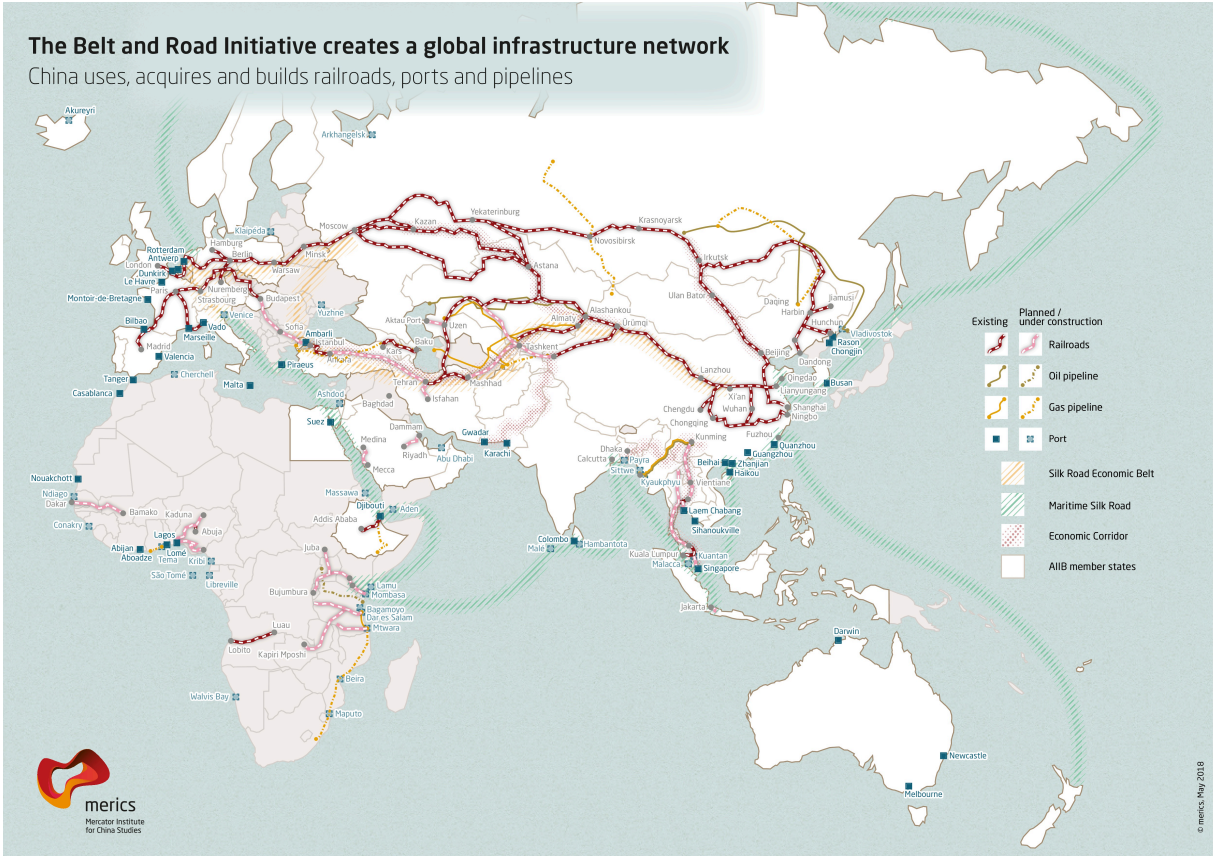 The Belt and Road Initiative creates a global infrastructure network
China uses, acquires and builds railroads, ports and pipelines
Akureyri
Arkhangelsk
Yekaterinburg
Kazan
Krasnoyarsk
Moscow
Klaipeda
Novosibirsk
Rotterdam
Hamburg
Antwerp
Berlin
Minsk
London
Irkutsk
Dunkirk
Warsaw
Astana
Le Havre
Paris
Nuremberg
Ulan Bator
Montoir-de-Bretagne
Strasbourg
Budapest
Daqing
Jiamusi
Yuzhne
Alashankou
Harbin
Venice
Aktau Port
Almaty
Ürümqi
Hunchun
Bilbao
Vado
Sofia
Uzen
Vladivostok
Marseille
Ambarli
Rason
Istanbul
Baku
Tashkent
Chongjin
Madrid
Kars
Beijing
Valencia
Ankara
Dandong
Piraeus
Lanzhou
Tanger
Cherchell
Tehran
Mashhad
Qingdao
Busan
Malta
Lianyungang
Casablanca
Ashdod
Isfahan
Xi'an
Baghdad
Chengdu
Wuhan
Shanghai
Ningbo
Suez
Chongqing
Dammam
Gwadar
Kunming
Fuzhou
Medina
Dhaka
Quanzhou
Riyadh
Karachi
Guangzhou
Abu Dhabi
Calcutta
Payra
Beihai
Zhanjian
Mecca
Sittwe
Haikou
Nouakchott
Kyaukphyu
Vientiane
Ndiago
Massawa
Dakar
Djibouti
Aden
Bamako
Kaduna
Laem Chabang
Conakry
Addis Ababa
Sihanoukville
Abuja
Lagos
Colombo
Hambantota
Abijan
Lomé
Juba
Malé
Aboadze
Tema
Kribi
Kuala Lumpur
Kuantan
Malacca
Singapore
São Tomé
Libreville
Lamu
Bujumbura
Mombasa
Bagamoyo
Jakarta
Dar es Salam
Luau
Mtwara
Darwin
Lobito
Kapiri Mposhi
Beira
Walvis Bay
Maputo
Newcastle
Melbourne
Existing
Planned /
under construction
Railroads
Oil pipeline
Gas pipeline
Port
Silk Road Economic Belt
Maritime Silk Road
Economic Corridor
AIIB member states
merics
Mercator Institute
for China Studies
© merics, May 2018